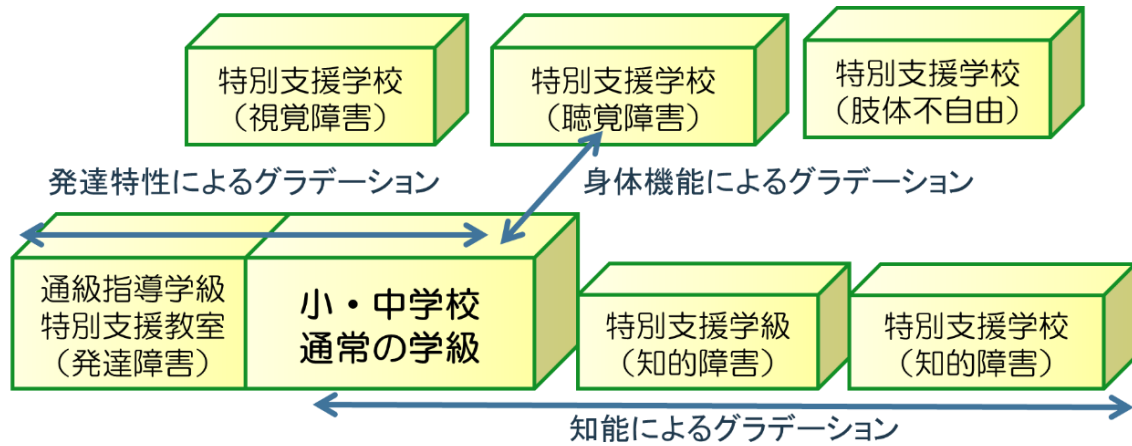 特別支援学校
（視覚障害）
特別支援学校
（聴覚障害）
特別支援学校
（肢体不自由）
発達特性によるグラデーション
身体機能によるグラデーション
通級指導学級
特別支援教室
（発達障害）
小・中学校
通常の学級
特別支援学級
（知的障害）
特別支援学校
（知的障害）
知能によるグラデーション